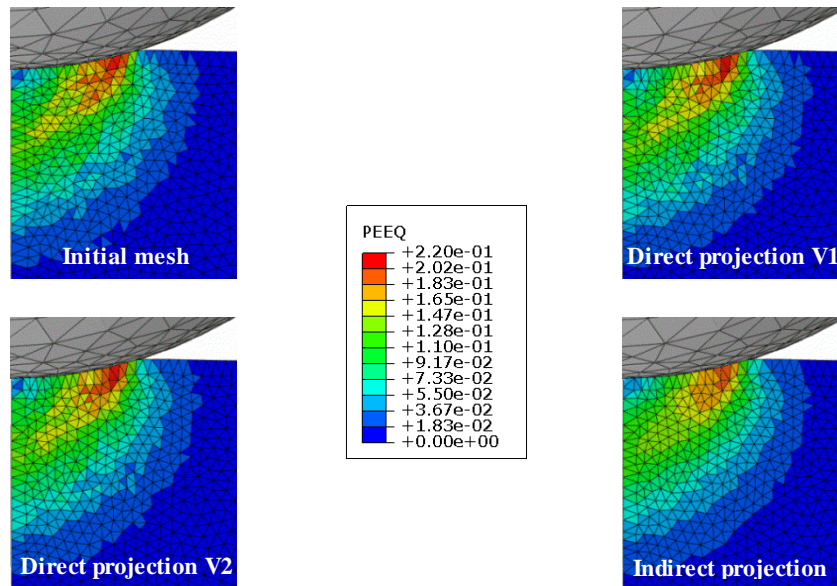 Initial mesh
Direct projection V1
PEEQ
+2.20e-01
+2.02e-01
+1.83e-01
+1.65e-01
+1.47e-01
+1.28e-01
+1.10e-01
+9.17e-02
+7.33e-02
+5.50e-02
+3.67e-02
+1.83e-02
+0.00e+00
Direct projection V2
Indirect projection